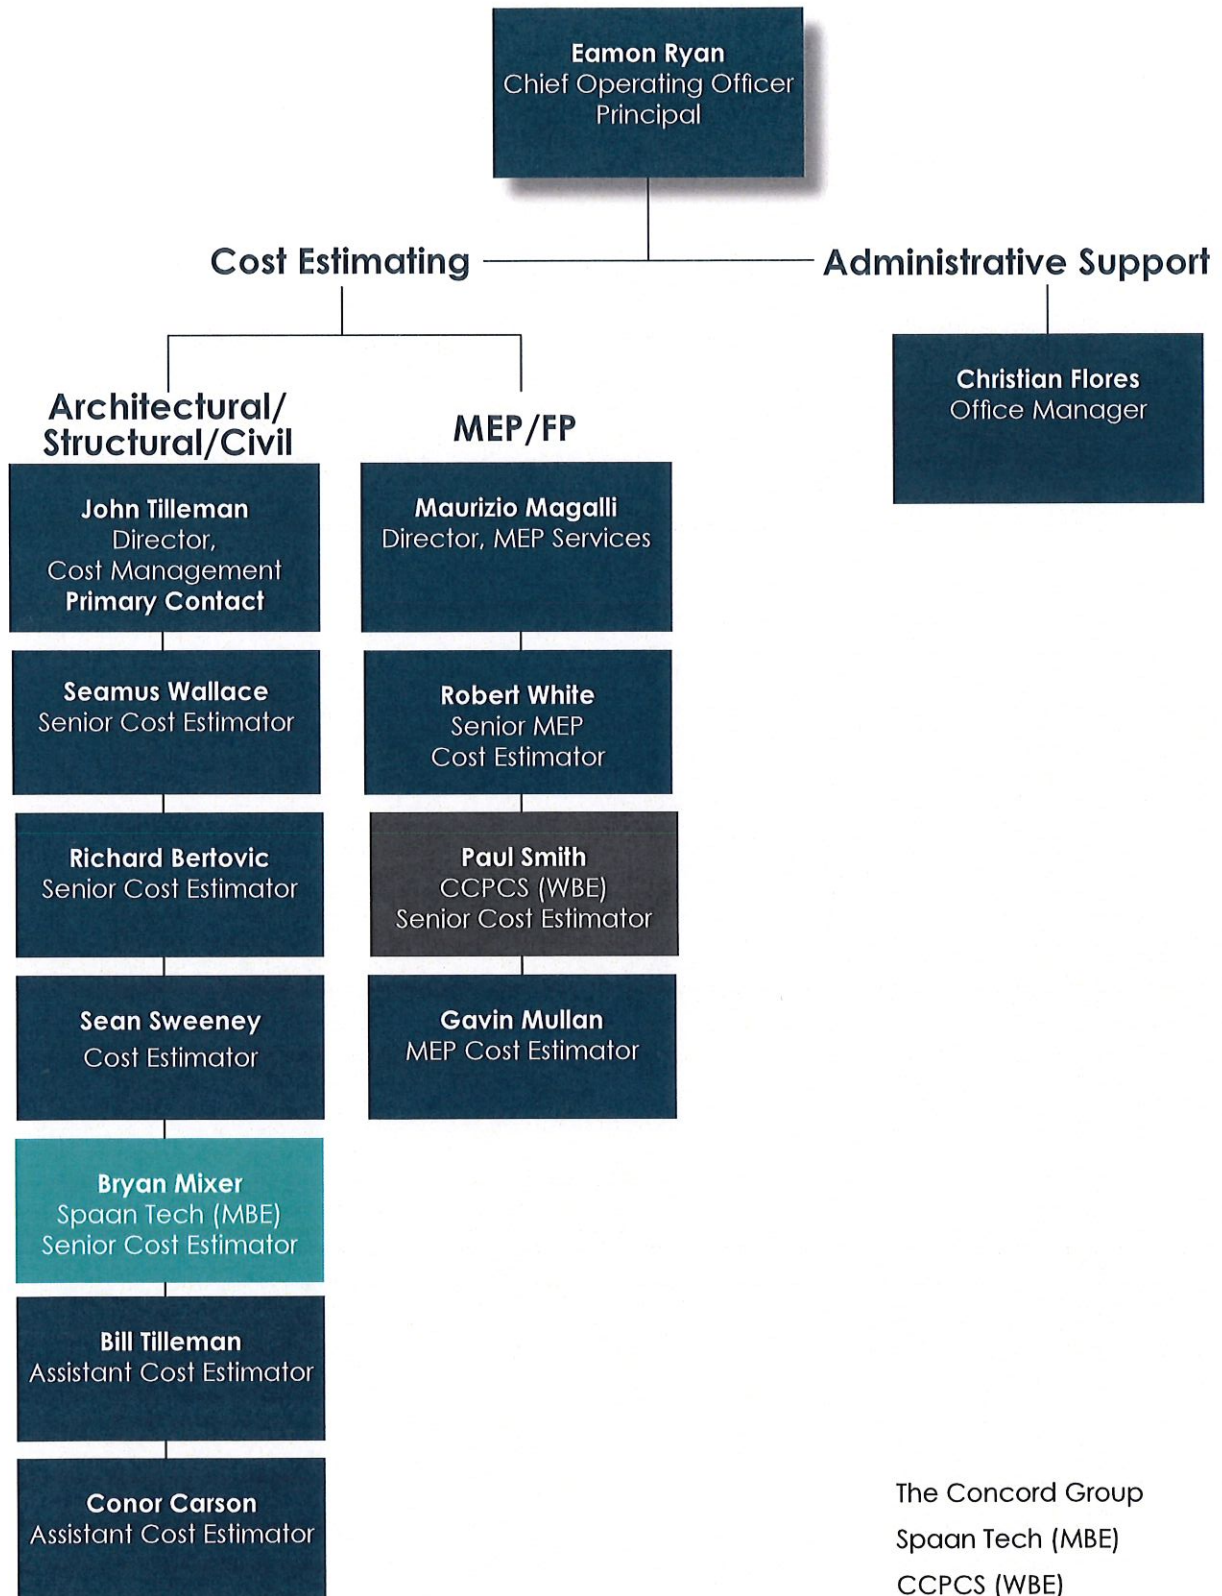 Eamon Ryan
Chief Operating Officer
Principal
Cost Estimating
Administrative Support
Christian Flores
Office Manager
Architectural/
Structural/Civil
John Tilleman
Director,
Cost Management
Primary Contact
Seamus Wallace
Senior Cost Estimator
Richard Bertovic
Senior Cost Estimator
Sean Sweeney
Cost Estimator
Bryan Mixer
Spaan Tech (MBE)
Senior Cost Estimator
Bill Tilleman
Assistant Cost Estimator
Conor Carson
Assistant Cost Estimator
MEP/FP
Maurizio Magalli
Director, MEP Services
Robert White
Senior MEP
Cost Estimator
Paul Smith
CCPCS (WBE)
Senior Cost Estimator
Gavin Mullan
MEP Cost Estimator
The Concord Group
Spaan Tech (MBE)
CCPCS (WBE)